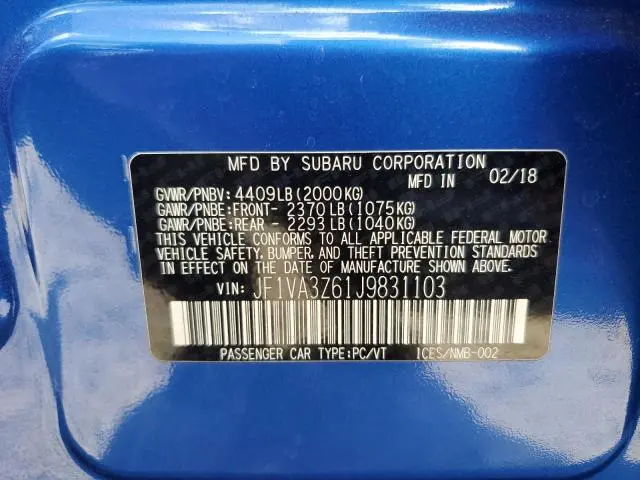 MFD BY SUBARU CORPORATION
MFD IN 02/18
GVWR/PNBV: 4409LB(2000KG)
GAWR/PNBE:FRONT- 2370LB(1075KG)
GAWR/PNBE:REAR - 2293LB(1040KG)
THIS VEHICLE CONFORMS TO ALL APPLICABLE FEDERAL MOTOR
VEHICLE SAFETY, BUMPER, AND THEFT PREVENTION STANDARDS
IN EFFECT ON THE DATE OF MANUFACTURE SHOWN ABOVE.
VIN: JF1VA3Z61J9831103
PASSENGER CAR TYPE:PC/VT ICES/NMB-002